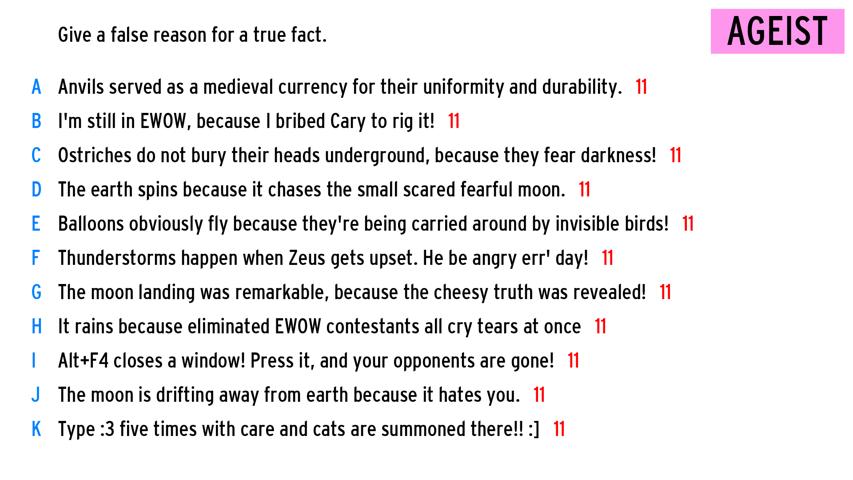 Give a false reason for a true fact.
AGEIST
A Anvils served as a medieval currency for their uniformity and durability. 11
B I'm still in EWOW, because I bribed Cary to rig it! 11
C Ostriches do not bury their heads underground, because they fear darkness! 11
D The earth spins because it chases the small scared fearful moon. 11
E Balloons obviously fly because they're being carried around by invisible birds! 11
F Thunderstorms happen when Zeus gets upset. He be angry err' day! 11
G The moon landing was remarkable, because the cheesy truth was revealed! 11
H It rains because eliminated EWOW contestants all cry tears at once 11
I Alt+F4 closes a window! Press it, and your opponents are gone! 11
J The moon is drifting away from earth because it hates you. 11
K Type :3 five times with care and cats are summoned there!! :] 11